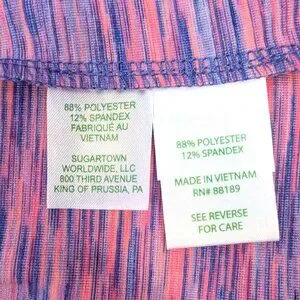 88% POLYESTER
12% SPANDEX
FABRIQUÉ AU
VIETNAM
SUGARTOWN
WORLDWIDE, LLC
800 THIRD AVENUE
KING OF PRUSSIA, PA
88% POLYESTER
12% SPANDEX
MADE IN VIETNAM
RN# 88189
SEE REVERSE
FOR CARE